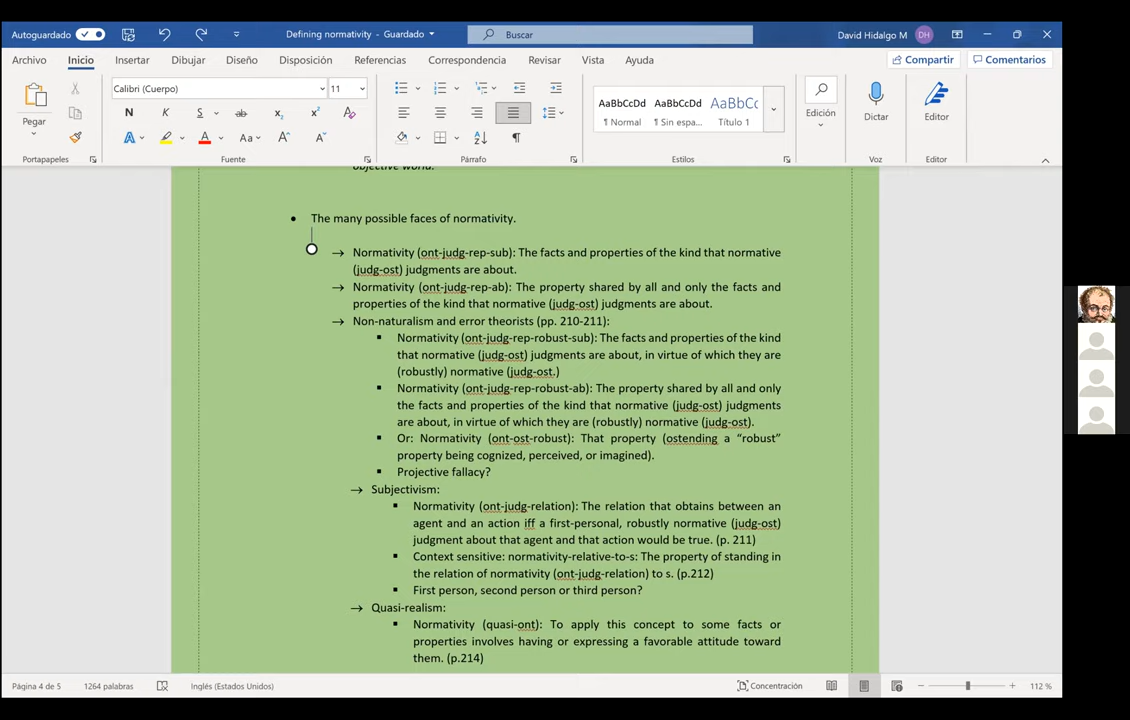 Autoguardado
Defining normativity - Guardado
Buscar
David Hidalgo M
DH
Archivo Inicio Insertar Dibujar Diseño Disposición Referencias Correspondencia Revisar Vista Ayuda
Compartir
Comentarios
Pegar
Calibri (Cuerpo)
11
N K S ab x₂ x²
A A Aa A A
AaBbCcDd AaBbCcDd AaBbCc
¶ Normal ¶ Sin espa... Título 1
Edición
Dictar
Editor
Portapapeles Fuente Párrafo Estilos Voz Editor
objective world.
• The many possible faces of normativity.
→ Normativity (ont-judg-rep-sub): The facts and properties of the kind that normative
(judg-ost) judgments are about.
→ Normativity (ont-judg-rep-ab): The property shared by all and only the facts and
properties of the kind that normative (judg-ost) judgments are about.
→ Non-naturalism and error theorists (pp. 210-211):
▪ Normativity (ont-judg-rep-robust-sub): The facts and properties of the kind
that normative (judg-ost) judgments are about, in virtue of which they are
(robustly) normative (judg-ost.)
▪ Normativity (ont-judg-rep-robust-ab): The property shared by all and only
the facts and properties of the kind that normative (judg-ost) judgments
are about, in virtue of which they are (robustly) normative (judg-ost).
▪ Or: Normativity (ont-ost-robust): That property (ostending a “robust”
property being cognized, perceived, or imagined).
▪ Projective fallacy?
→ Subjectivism:
▪ Normativity (ont-judg-relation): The relation that obtains between an
agent and an action iff a first-personal, robustly normative (judg-ost)
judgment about that agent and that action would be true. (p. 211)
▪ Context sensitive: normativity-relative-to-s: The property of standing in
the relation of normativity (ont-judg-relation) to s. (p.212)
▪ First person, second person or third person?
→ Quasi-realism:
▪ Normativity (quasi-ont): To apply this concept to some facts or
properties involves having or expressing a favorable attitude toward
them. (p.214)
Página 4 de 5 1264 palabras Inglés (Estados Unidos) Concentración 112 %